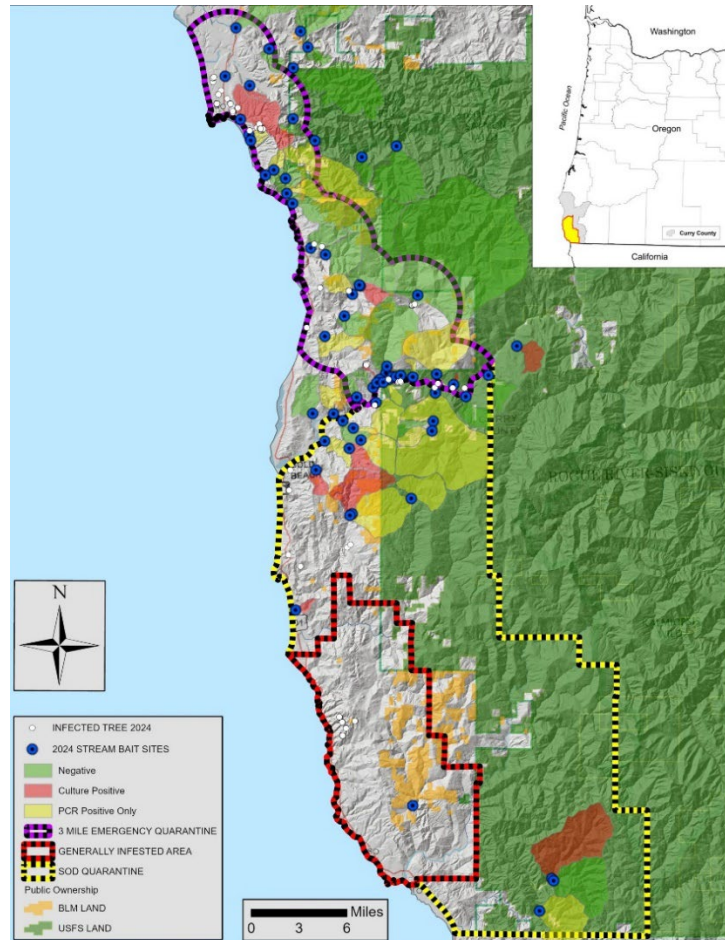 Washington
Pacific Ocean
Oregon
Curry County
California
ROGUE RIVER-SISKIYOU
GOLD
BEACH
N
INFECTED TREE 2024
2024 STREAM BAIT SITES
Negative
Culture Positive
PCR Positive Only
3 MILE EMERGENCY QUARANTINE
GENERALLY INFESTED AREA
SOD QUARANTINE
Public Ownership
BLM LAND
USFS LAND
Miles
0 3 6